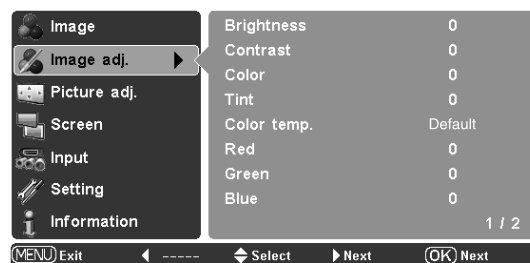 Image
Image adj.
Picture adj.
Screen
Input
Setting
Information
Brightness 0
Contrast 0
Color 0
Tint 0
Color temp. Default
Red 0
Green 0
Blue 0
1 / 2
MENU Exit ----- Select Next OK Next